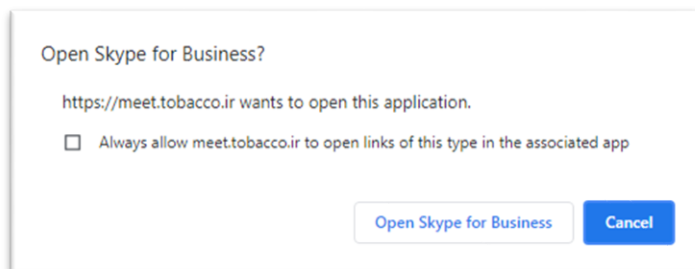 Open Skype for Business?
https://meet.tobacco.ir wants to open this application.
Always allow meet.tobacco.ir to open links of this type in the associated app
Open Skype for Business
Cancel